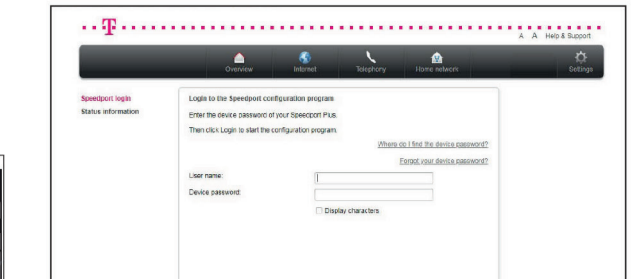 T
A A Help & Support
Overview Internet Telephony Home network Settings
Speedport login
Status information
Login to the Speedport configuration program
Enter the device password of your Speedport Plus.
Then click Login to start the configuration program.
Where do I find the device password?
Forgot your device password?
User name:
Device password:
Display characters